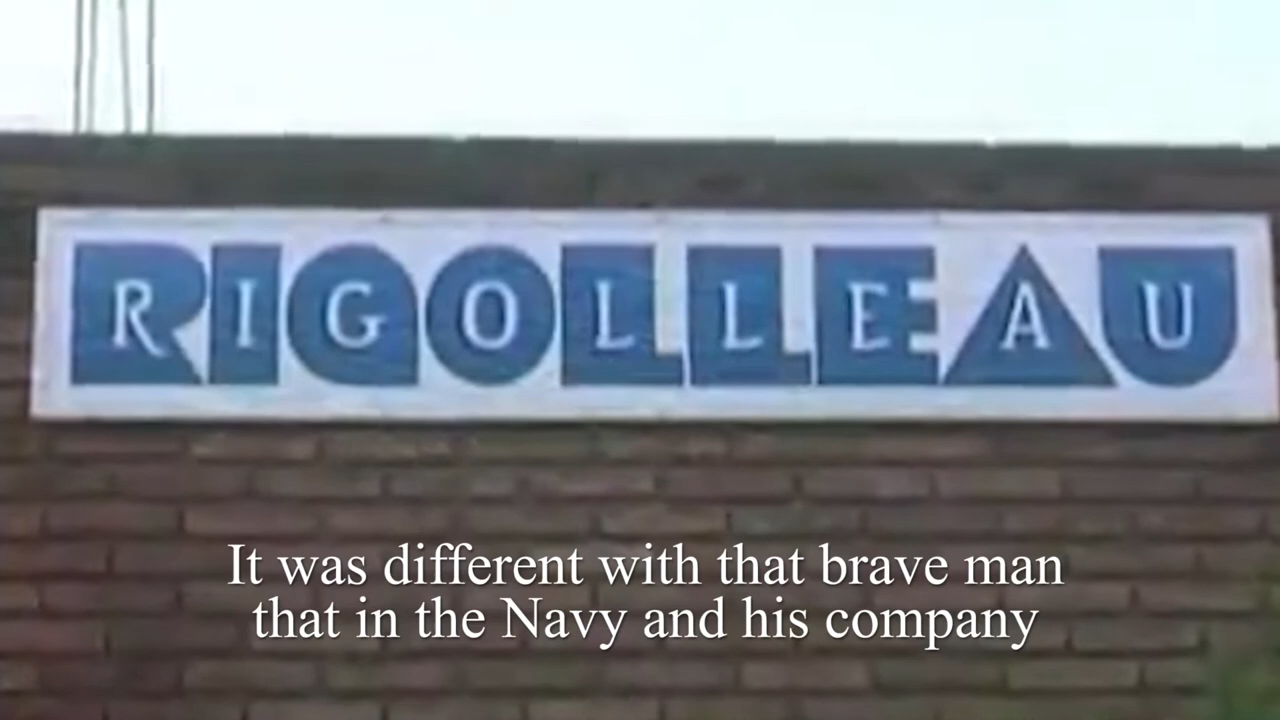 RIGOLLEAU
It was different with that brave man
that in the Navy and his company